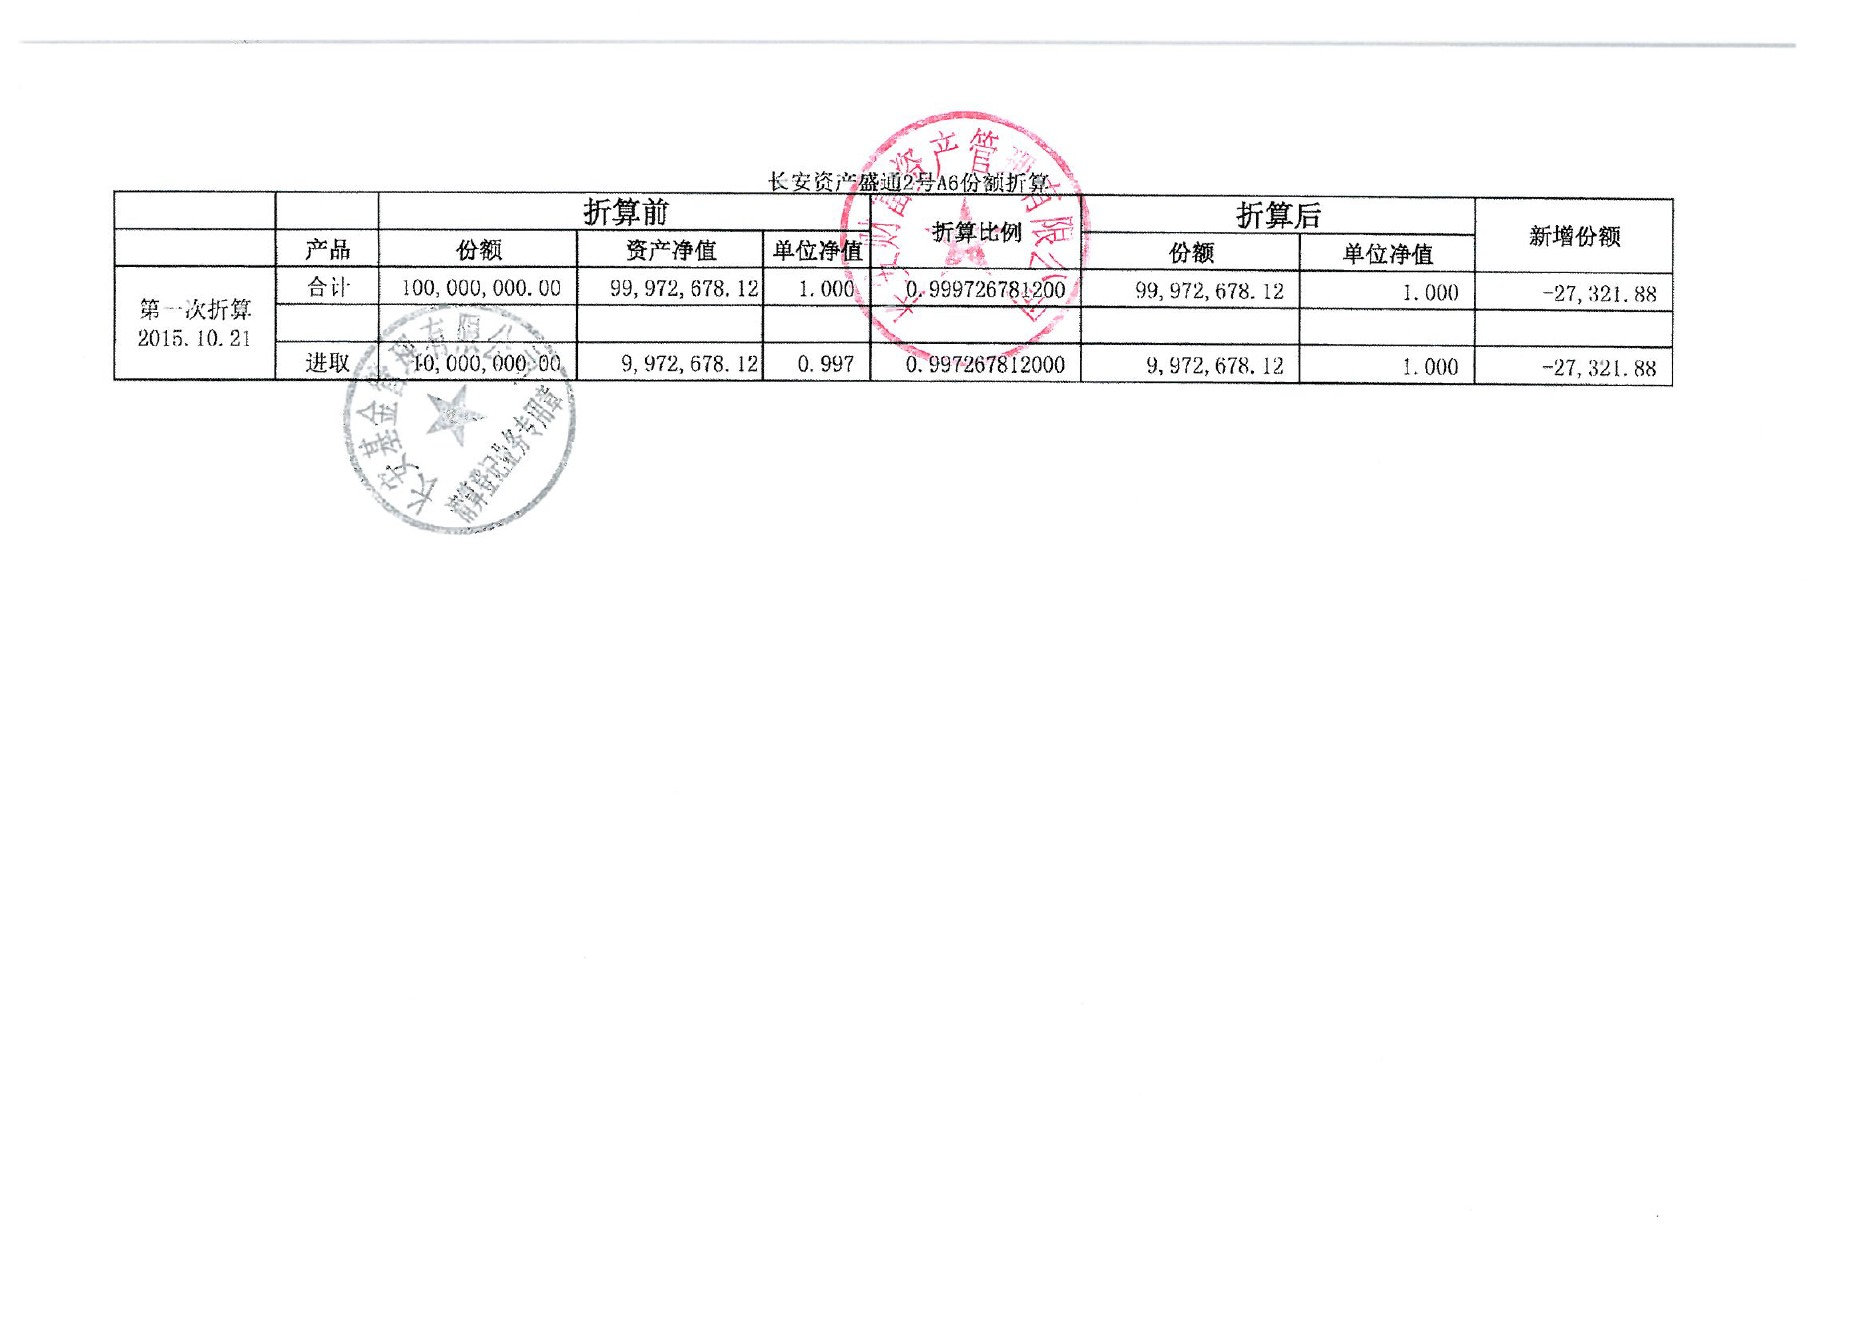 长安资产盛通2号A6份额折算
折算前 折算比例 折算后 新增份额
产品 份额 资产净值 单位净值 份额 单位净值
第一次折算
2015.10.21
合计 100,000,000.00 99,972,678.12 1.000 0.999726781200 99,972,678.12 1.000 -27,321.88
进取 10,000,000.00 9,972,678.12 0.997 0.997267812000 9,972,678.12 1.000 -27,321.88
长安财富资产管理有限公司
长安基金管理有限公司
清算登记业务专用章